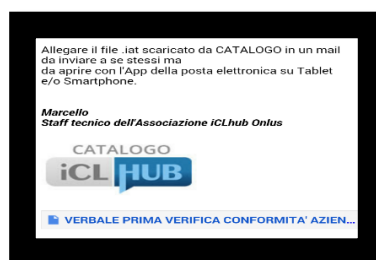 Allegare il file .iat scaricato da CATALOGO in un mail
da inviare a se stessi ma
da aprire con l'App della posta elettronica su Tablet
e/o Smartphone.
Marcello
Staff tecnico dell'Associazione iCLhub Onlus
CATALOGO
iCL HUB
VERBALE PRIMA VERIFICA CONFORMITA' AZIEN...